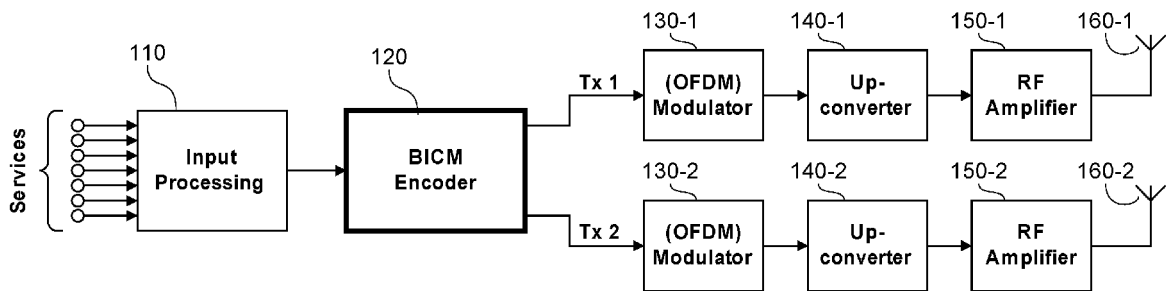 130-1
140-1
150-1
160-1
110
120
Tx 1
(OFDM)
Modulator
Up-
converter
RF
Amplifier
Services
Input
Processing
BICM
Encoder
130-2
140-2
150-2
160-2
Tx 2
(OFDM)
Modulator
Up-
converter
RF
Amplifier